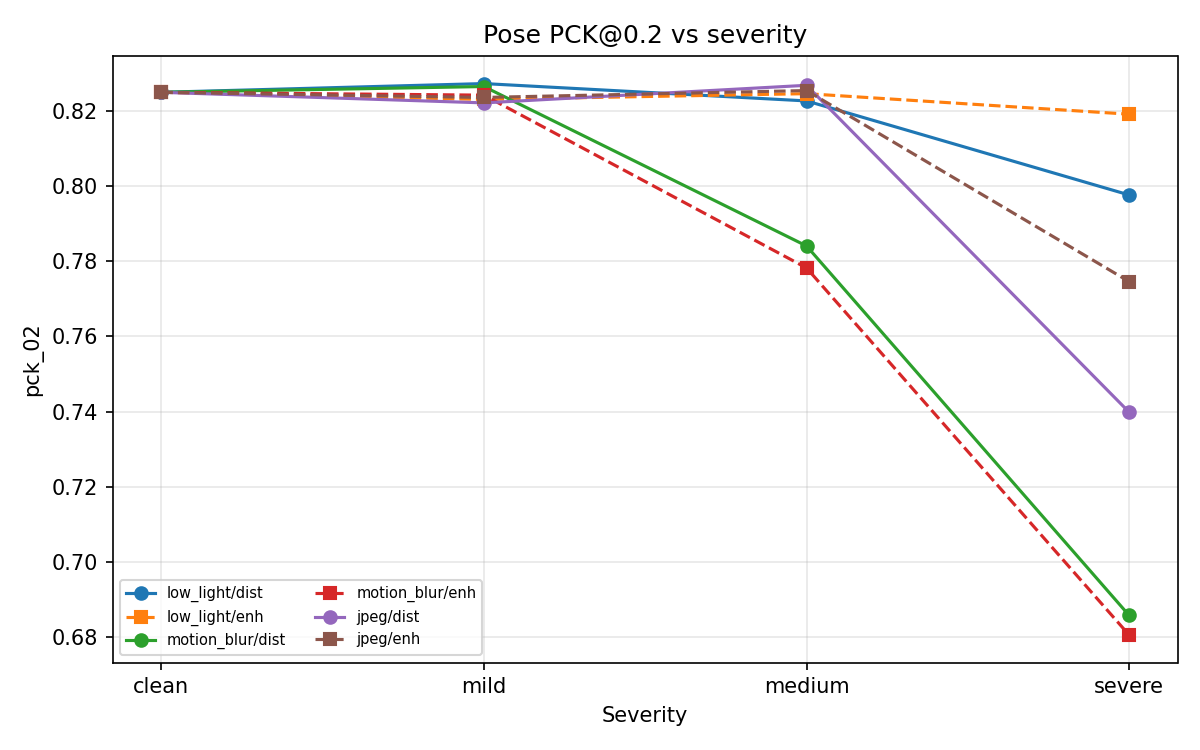 Pose PCK@0.2 vs severity
pck_02
0.82
0.80
0.78
0.76
0.74
0.72
0.70
0.68
low_light/dist
low_light/enh
motion_blur/dist
motion_blur/enh
jpeg/dist
jpeg/enh
clean mild medium severe
Severity